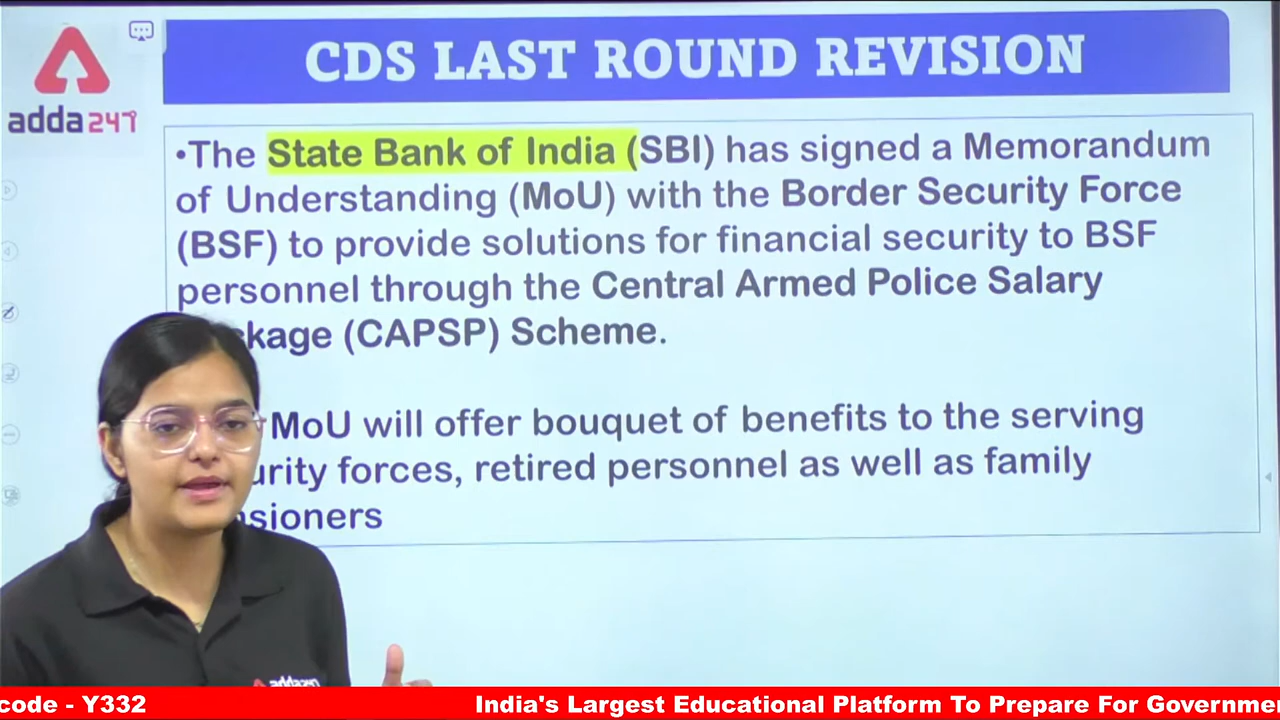 CDS LAST ROUND REVISION
adda247
•The State Bank of India (SBI) has signed a Memorandum
of Understanding (MoU) with the Border Security Force
(BSF) to provide solutions for financial security to BSF
personnel through the Central Armed Police Salary
kage (CAPSP) Scheme.
MoU will offer bouquet of benefits to the serving
urity forces, retired personnel as well as family
sioners
adda247
code - Y332
India's Largest Educational Platform To Prepare For Governme